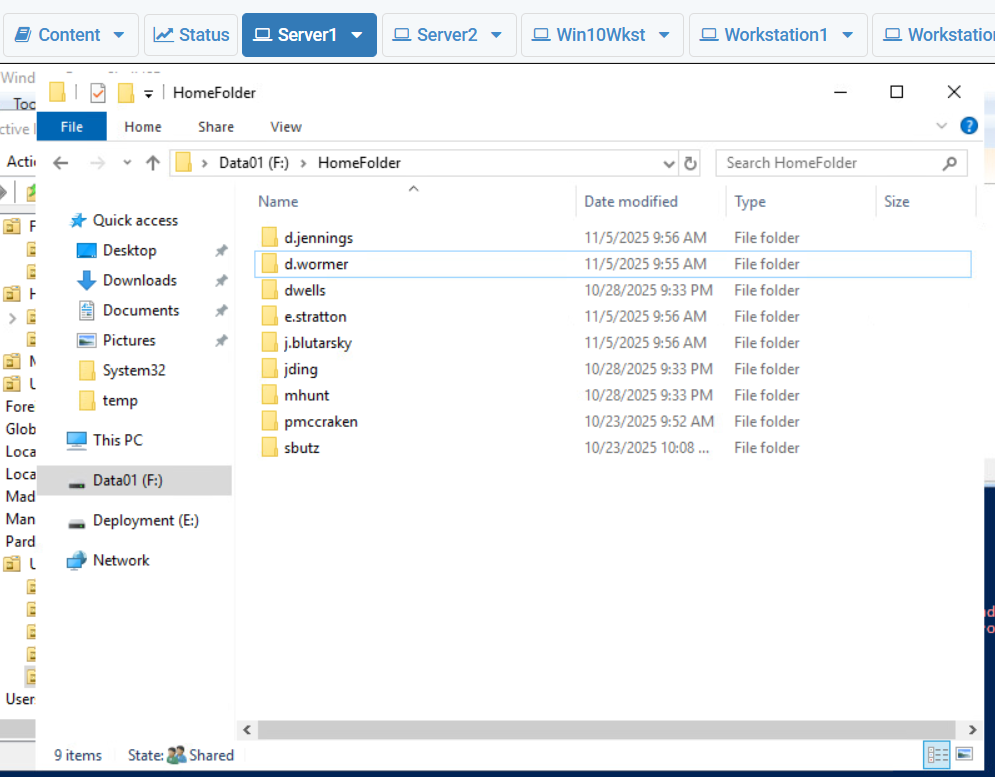 Content Status Server1 Server2 Win10Wkst Workstation1 Workstatio
Wind
Too
ctive
Actio
HomeFolder
File Home Share View
Data01 (F:) HomeFolder Search HomeFolder
Name Date modified Type Size
Quick access
Desktop
Downloads
Documents
Pictures
System32
temp
This PC
Data01 (F:)
Deployment (E:)
Network
d.jennings 11/5/2025 9:56 AM File folder
d.wormer 11/5/2025 9:55 AM File folder
dwells 10/28/2025 9:33 PM File folder
e.stratton 11/5/2025 9:56 AM File folder
j.blutarsky 11/5/2025 9:56 AM File folder
jding 10/28/2025 9:33 PM File folder
mhunt 10/28/2025 9:33 PM File folder
pmccraken 10/23/2025 9:52 AM File folder
sbutz 10/23/2025 10:08 ... File folder
F
H
M
U
Fore
Glob
Loca
Loca
Mad
Man
Pard
U
User
9 items State: Shared